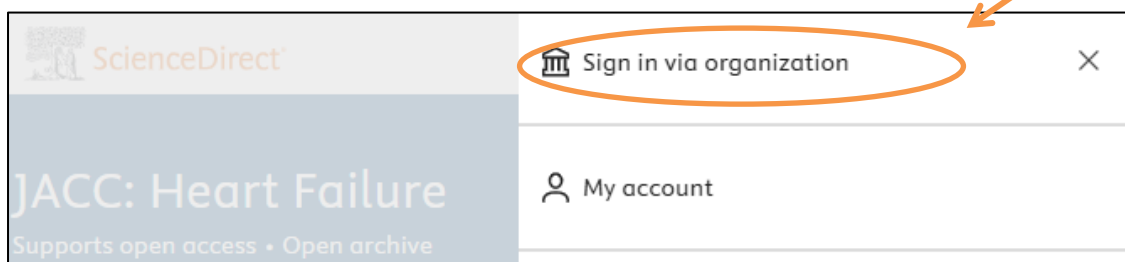 ScienceDirect
Sign in via organization
JACC: Heart Failure
My account
Supports open access • Open archive